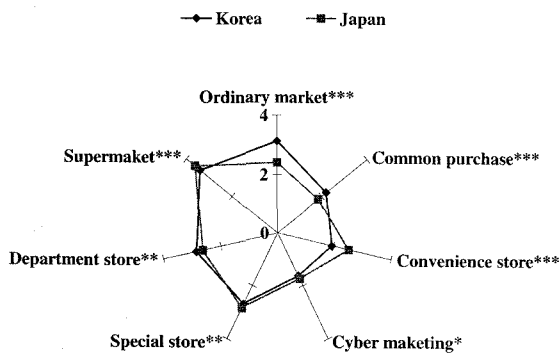 Korea Japan
Ordinary market***
4
Supermaket***
Common purchase***
2
0
Department store**
Convenience store***
Special store**
Cyber maketing*